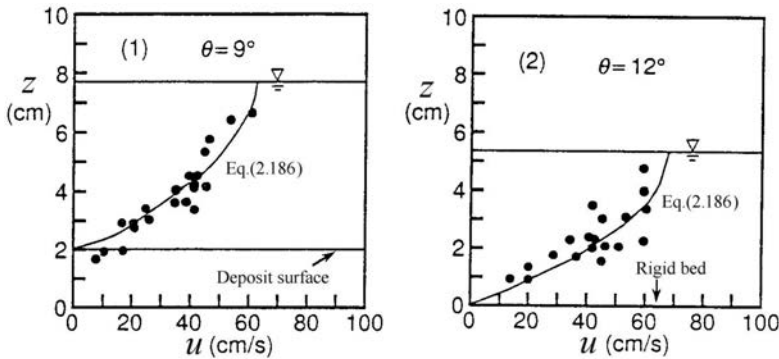 (1) θ=9°
10
8
6
4
2
0
z
(cm)
Eq.(2.186)
Deposit surface
0 20 40 60 80 100
u (cm/s)
(2) θ=12°
10
8
6
4
2
0
z
(cm)
Eq.(2.186)
Rigid bed
0 20 40 60 80 100
u (cm/s)